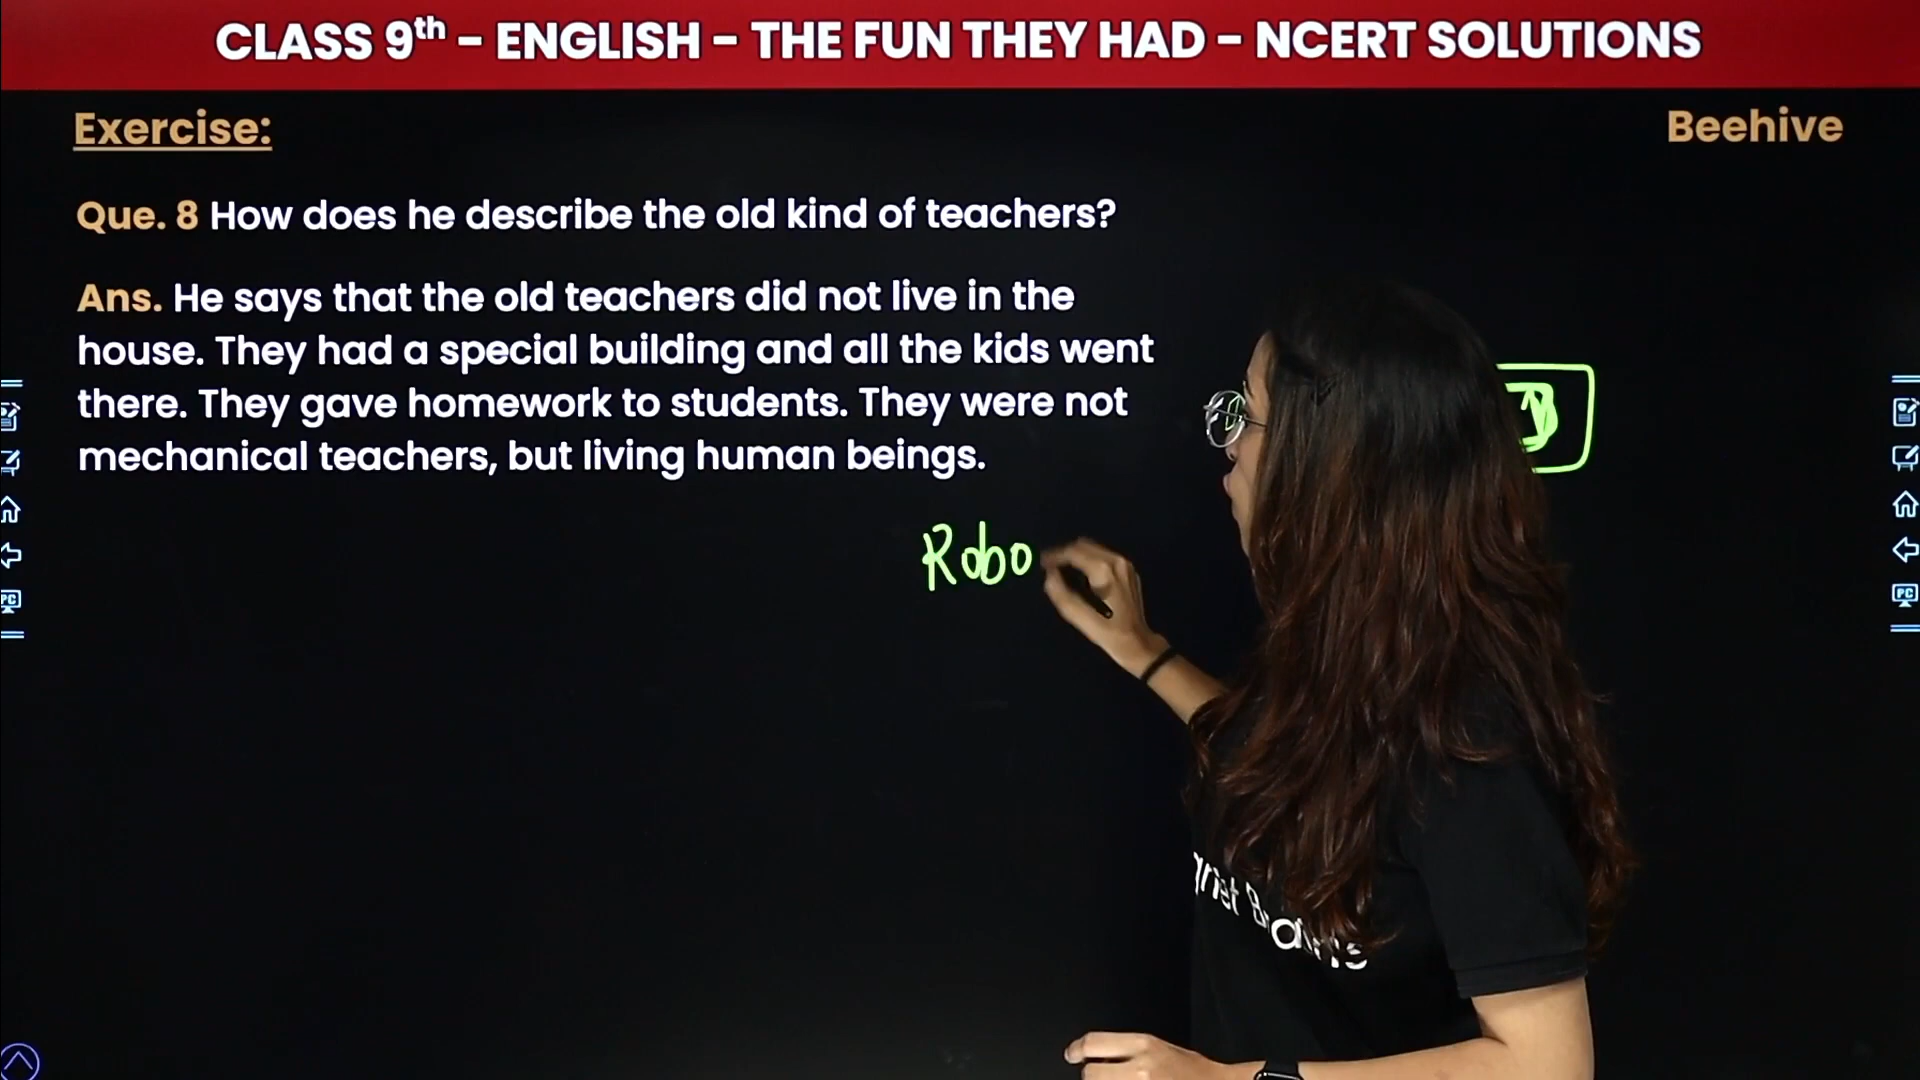 CLASS 9th - ENGLISH - THE FUN THEY HAD - NCERT SOLUTIONS
Exercise:
Beehive
Que. 8 How does he describe the old kind of teachers?
Ans. He says that the old teachers did not live in the
house. They had a special building and all the kids went
there. They gave homework to students. They were not
mechanical teachers, but living human beings.
Robo
PC
PC